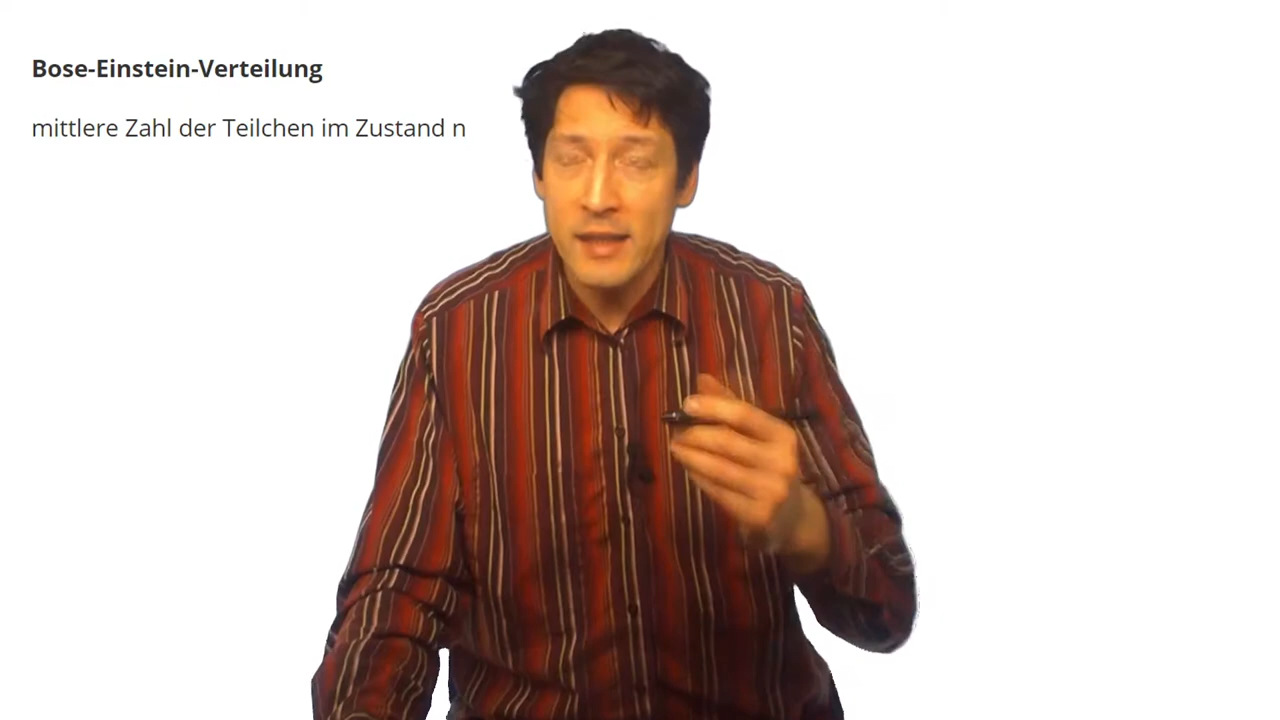 Bose-Einstein-Verteilung
mittlere Zahl der Teilchen im Zustand n